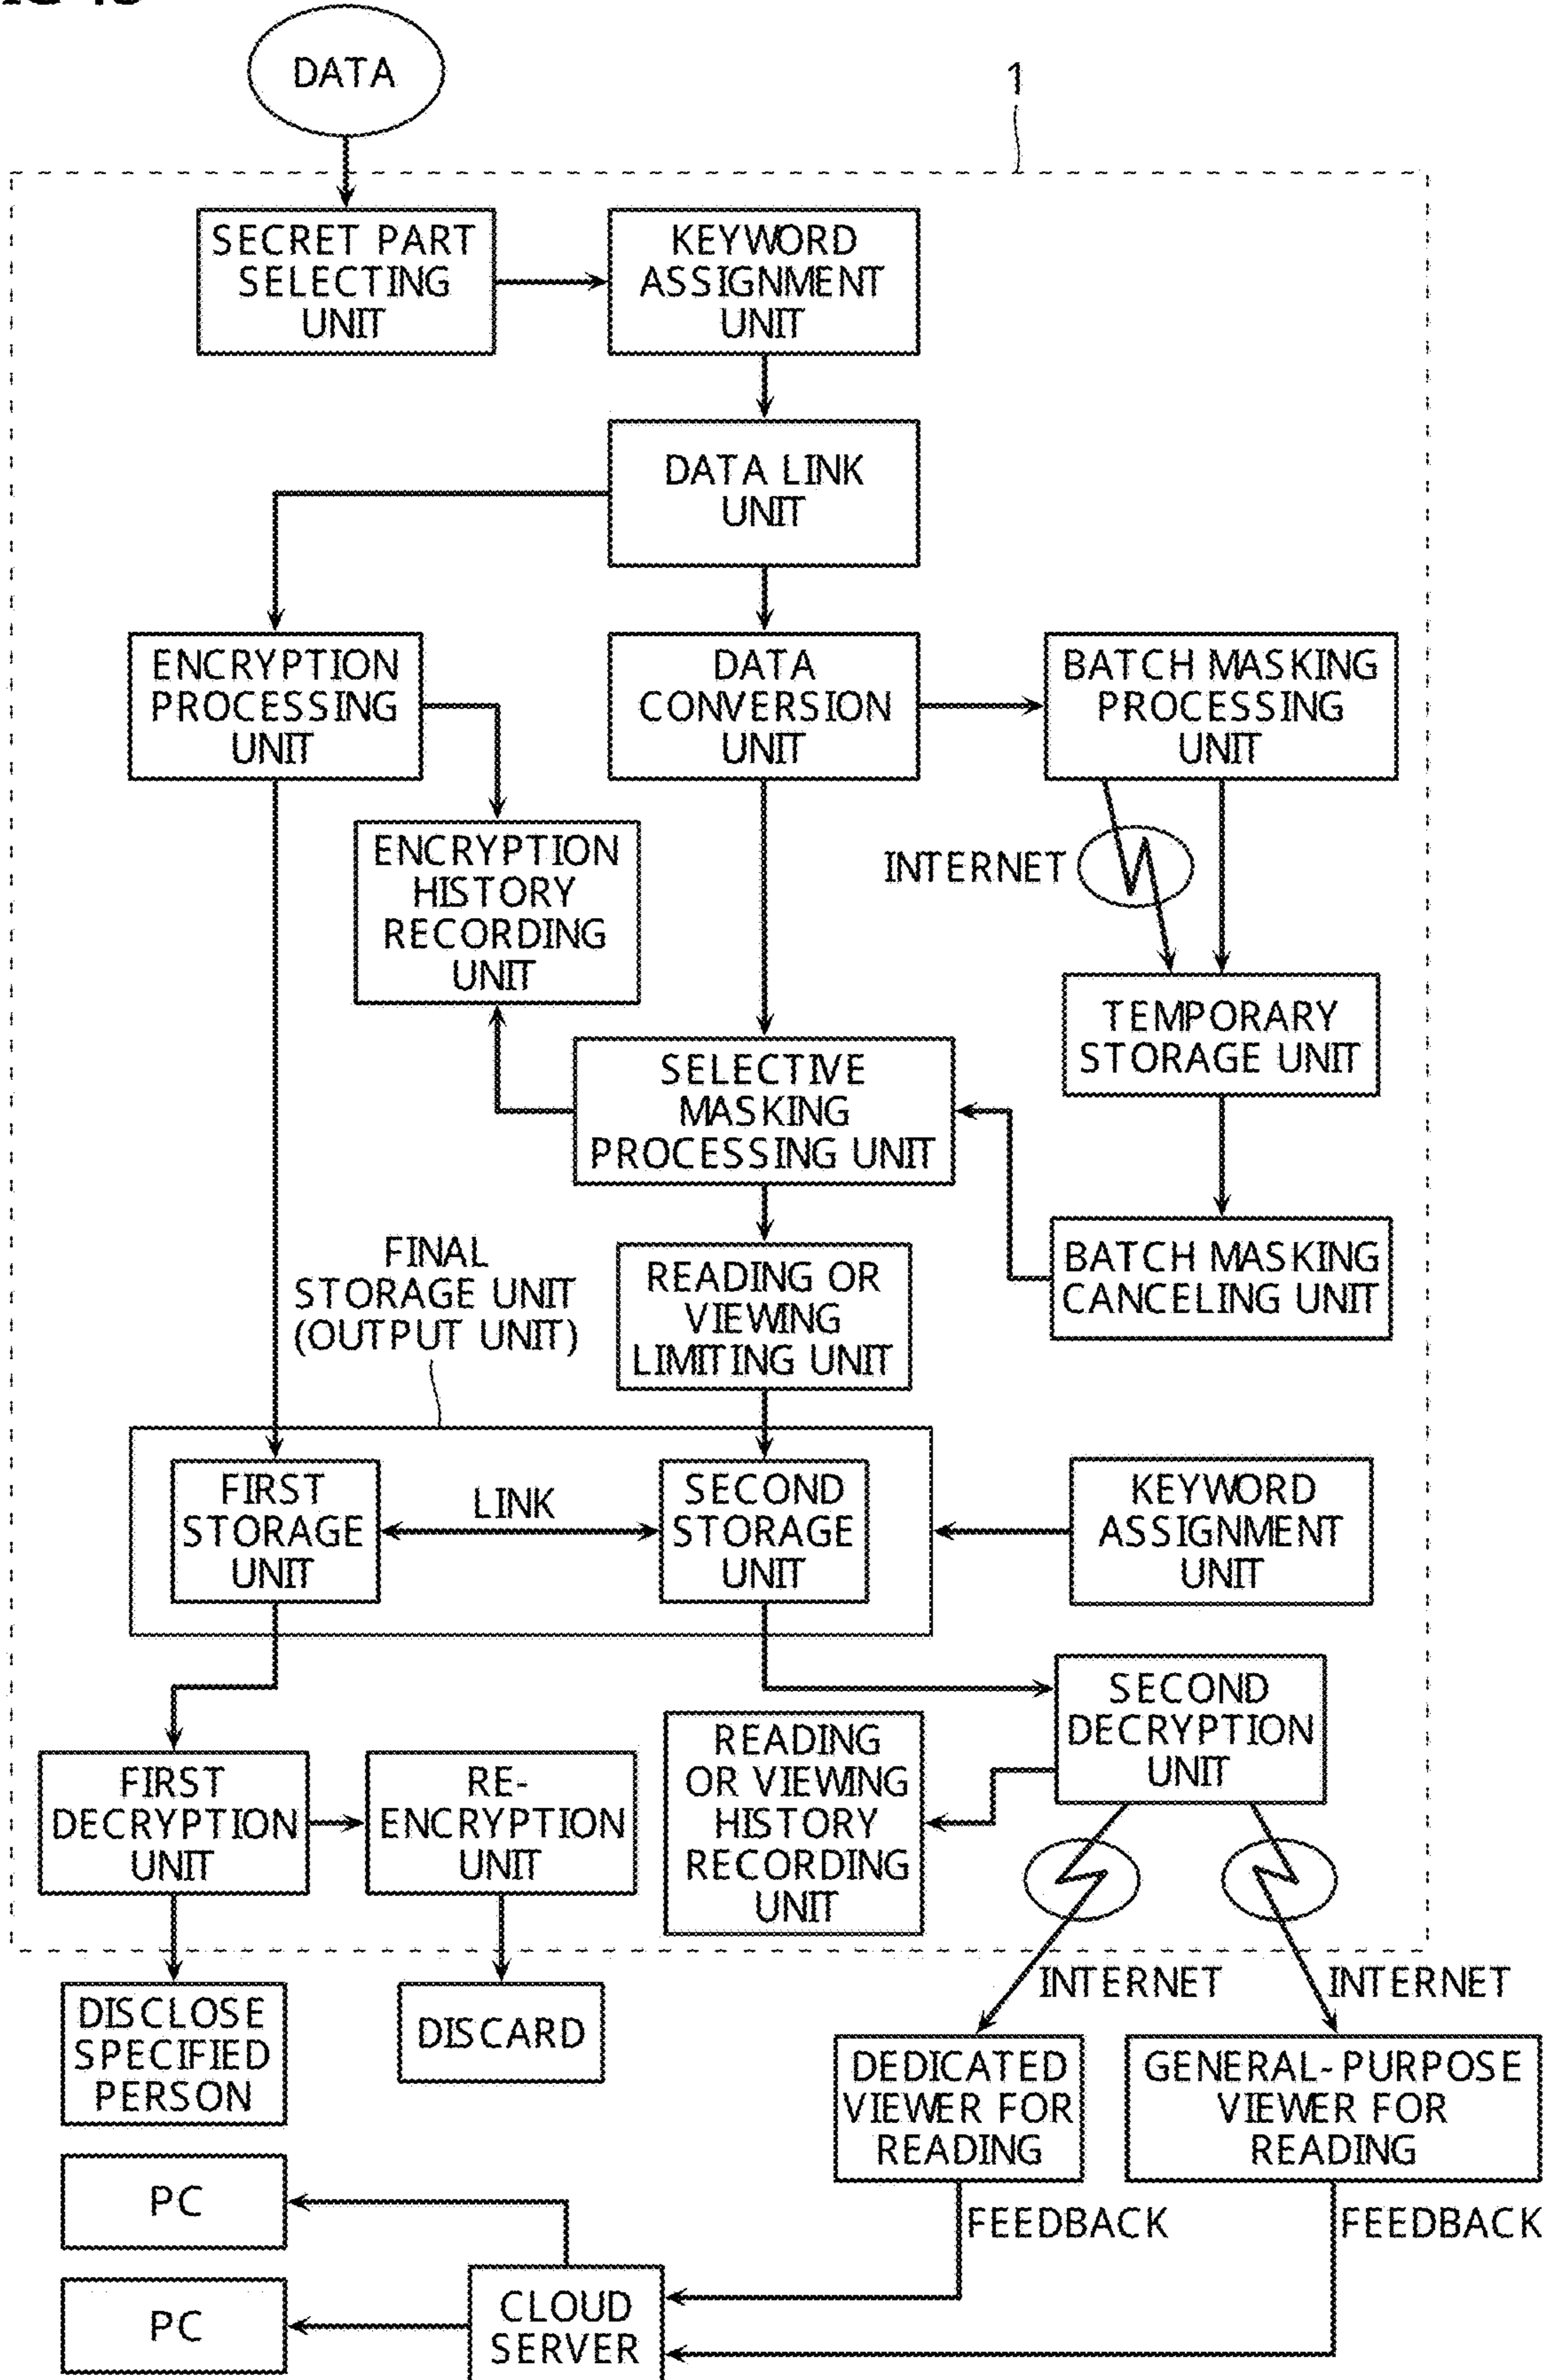 DATA
1
SECRET PART
SELECTING
UNIT
KEYWORD
ASSIGNMENT
UNIT
DATA LINK
UNIT
ENCRYPTION
PROCESSING
UNIT
DATA
CONVERSION
UNIT
BATCH MASKING
PROCESSING
UNIT
ENCRYPTION
HISTORY
RECORDING
UNIT
INTERNET
TEMPORARY
STORAGE UNIT
SELECTIVE
MASKING
PROCESSING UNIT
BATCH MASKING
CANCELING UNIT
FINAL
STORAGE UNIT
(OUTPUT UNIT)
READING OR
VIEWING
LIMITING UNIT
FIRST
STORAGE
UNIT
LINK
SECOND
STORAGE
UNIT
KEYWORD
ASSIGNMENT
UNIT
SECOND
DECRYPTION
UNIT
READING
OR VIEWING
HISTORY
RECORDING
UNIT
FIRST
DECRYPTION
UNIT
RE-
ENCRYPTION
UNIT
INTERNET
INTERNET
DISCLOSE
SPECIFIED
PERSON
DISCARD
DEDICATED
VIEWER FOR
READING
GENERAL-PURPOSE
VIEWER FOR
READING
PC
FEEDBACK
FEEDBACK
PC
CLOUD
SERVER